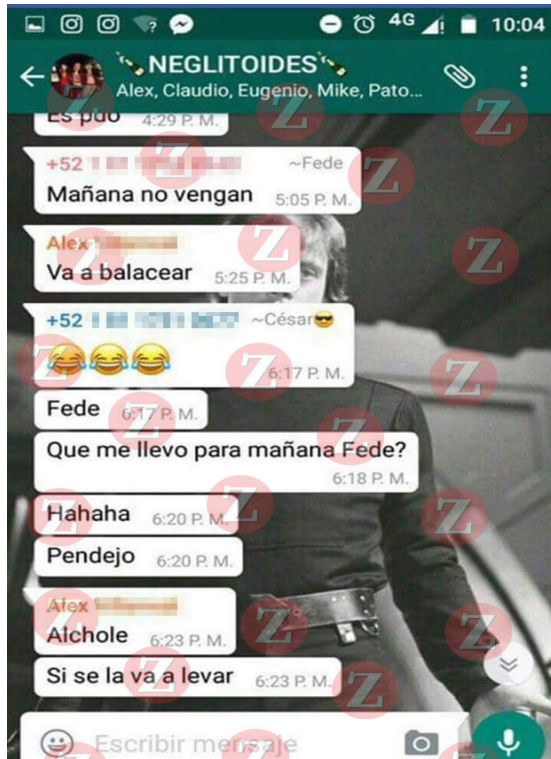 4G 10:04
NEGLITOIDES
Alex, Claudio, Eugenio, Mike, Pato...
Es puo 4:29 P. M.
+52 ~Fede
Mañana no vengan 5:05 P. M.
Alex
Va a balacear 5:25 P. M.
+52 ~César😎
😂😂😂
6:17 P. M.
Fede 6:17 P. M.
Que me llevo para mañana Fede?
6:18 P. M.
Hahaha 6:20 P. M.
Pendejo 6:20 P. M.
Alex
Alchole 6:23 P. M.
Si se la va a levar 6:23 P. M.
Escribir mensaje